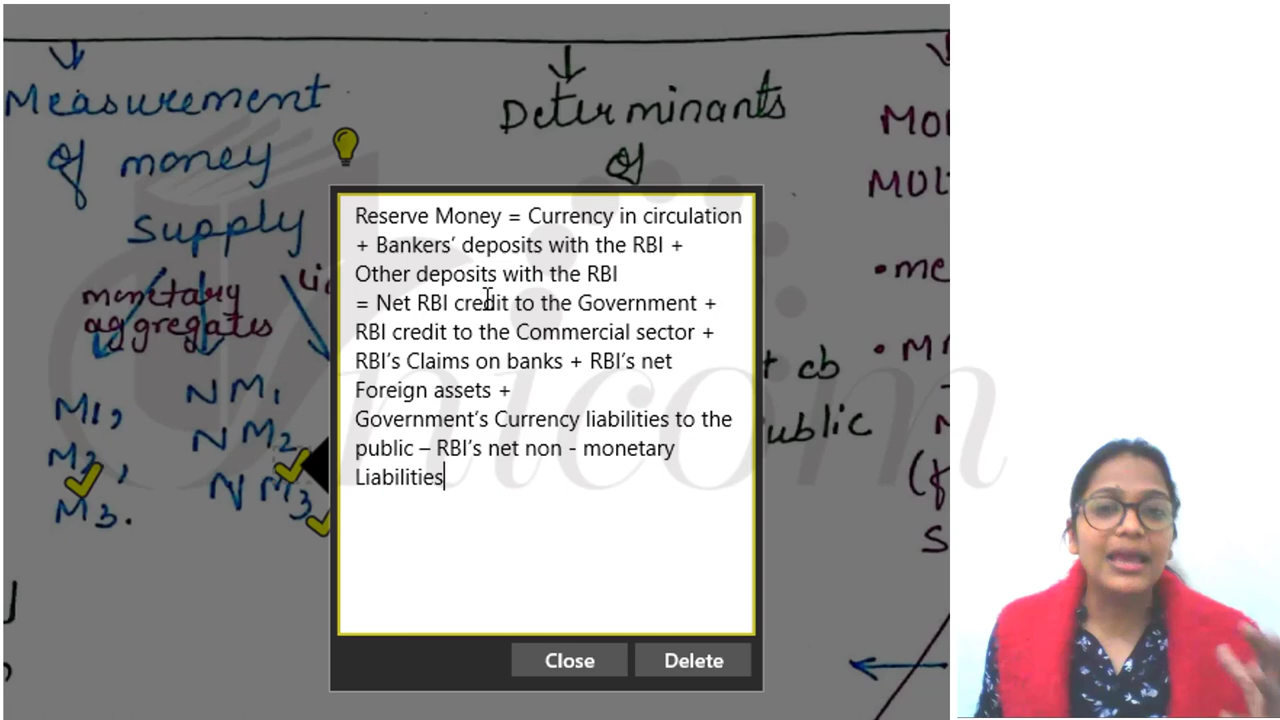 Measurement
of money
supply
monetary
aggregates
M1,
M2,
M3.
NM1
NM2
NM3
Determinants
of
Reserve Money = Currency in circulation
+ Bankers’ deposits with the RBI +
Other deposits with the RBI
= Net RBI credit to the Government +
RBI credit to the Commercial sector +
RBI’s Claims on banks + RBI’s net
Foreign assets +
Government’s Currency liabilities to the
public – RBI’s net non - monetary
Liabilities
Close Delete
cb
Unicorn